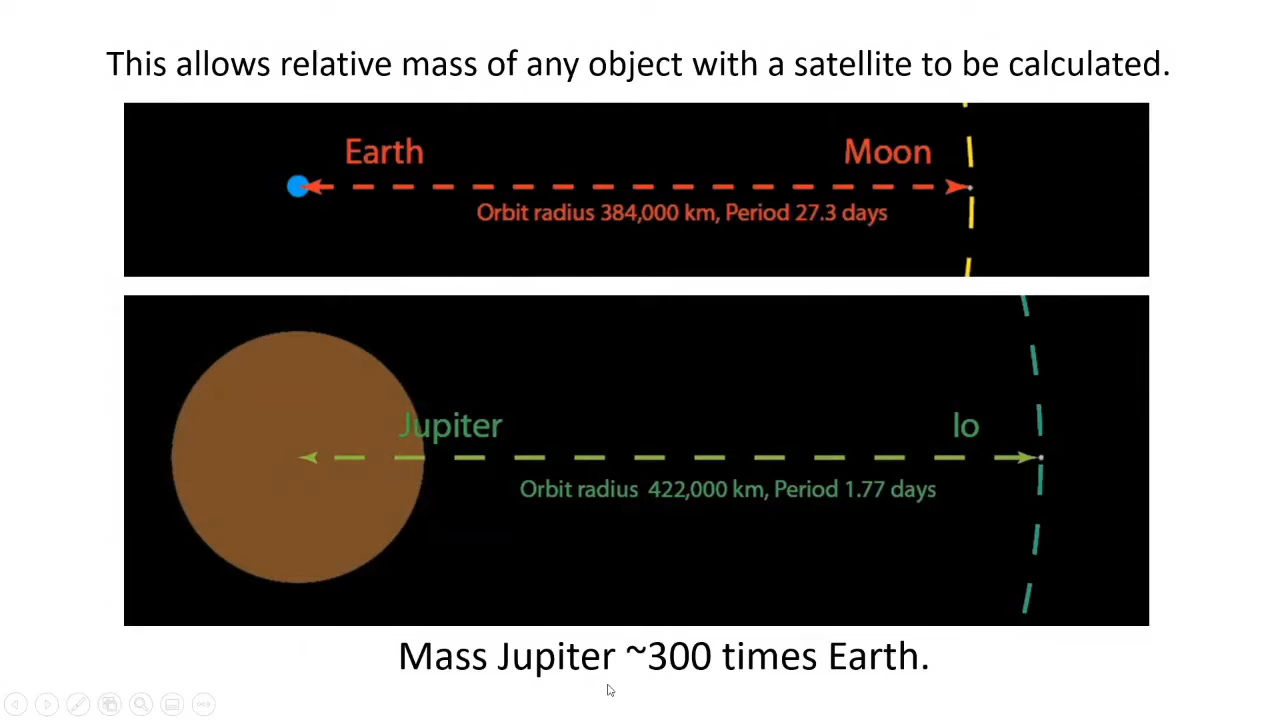 This allows relative mass of any object with a satellite to be calculated.
Earth
Moon
Orbit radius 384,000 km, Period 27.3 days
Jupiter
Io
Orbit radius  422,000 km, Period 1.77 days
Mass Jupiter ~300 times Earth.